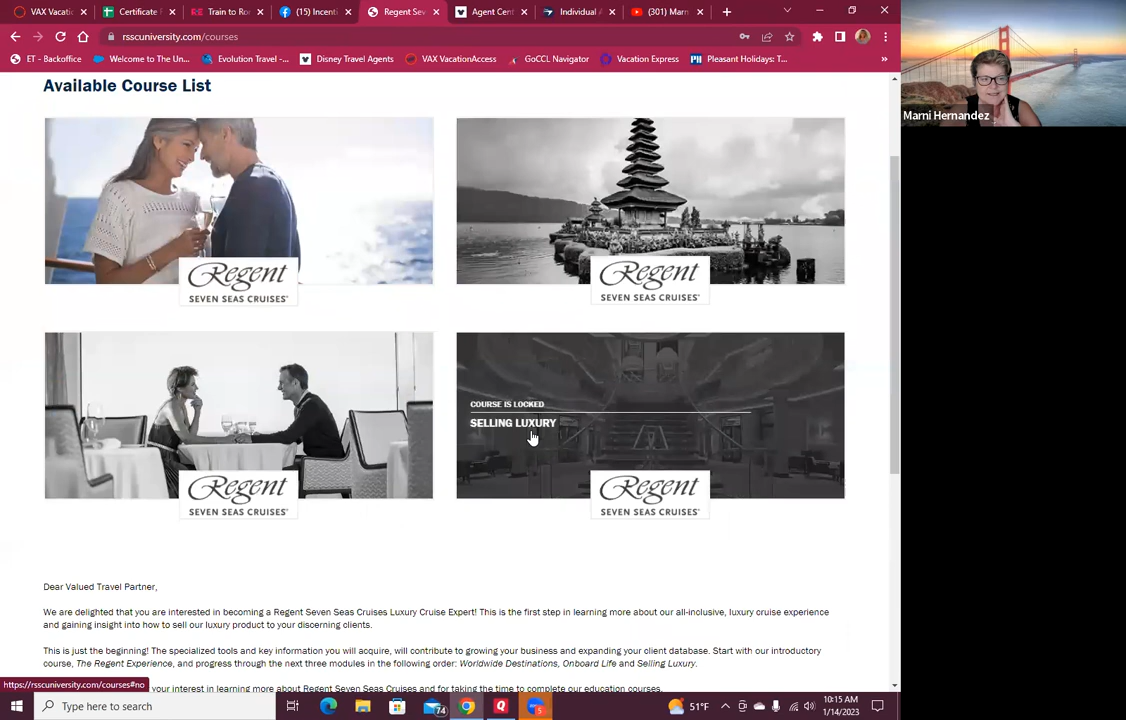 VAX Vacati
Certificate F
Train to Ro
(15) Incenti
Regent Sev
Agent Cent
Individual A
(301) Marn
rsscuniversity.com/courses
ET - Backoffice
Welcome to The Un...
Evolution Travel -...
Disney Travel Agents
VAX VacationAccess
GoCCL Navigator
Vacation Express
Pleasant Holidays: T...
Marni Hernandez
Available Course List
Regent
SEVEN SEAS CRUISES
Regent
SEVEN SEAS CRUISES
COURSE IS LOCKED
SELLING LUXURY
Regent
SEVEN SEAS CRUISES
Regent
SEVEN SEAS CRUISES
Dear Valued Travel Partner,
We are delighted that you are interested in becoming a Regent Seven Seas Cruises Luxury Cruise Expert! This is the first step in learning more about our all-inclusive, luxury cruise experience
and gaining insight into how to sell our luxury product to your discerning clients.
This is just the beginning! The specialized tools and key information you will acquire, will contribute to growing your business and expanding your client database. Start with our introductory
course, The Regent Experience, and progress through the next three modules in the following order: Worldwide Destinations, Onboard Life and Selling Luxury.
https://rsscuniversity.com/courses#no
your interest in learning more about Regent Seven Seas Cruises and for taking the time to complete our education courses.
Type here to search
74
5
51°F
10:15 AM
1/14/2023